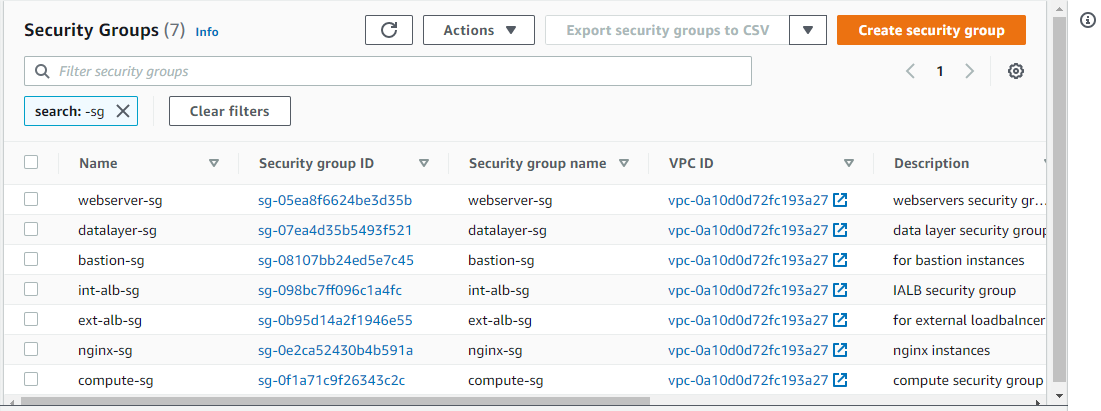 Security Groups (7) Info Actions Export security groups to CSV Create security group
Filter security groups 1
search: -sg Clear filters
Name Security group ID Security group name VPC ID Description
webserver-sg sg-05ea8f6624be3d35b webserver-sg vpc-0a10d0d72fc193a27 webservers security gr...
datalayer-sg sg-07ea4d35b5493f521 datalayer-sg vpc-0a10d0d72fc193a27 data layer security group
bastion-sg sg-08107bb24ed5e7c45 bastion-sg vpc-0a10d0d72fc193a27 for bastion instances
int-alb-sg sg-098bc7ff096c1a4fc int-alb-sg vpc-0a10d0d72fc193a27 IALB security group
ext-alb-sg sg-0b95d14a2f1946e55 ext-alb-sg vpc-0a10d0d72fc193a27 for external loadbalncer
nginx-sg sg-0e2ca52430b4b591a nginx-sg vpc-0a10d0d72fc193a27 nginx instances
compute-sg sg-0f1a71c9f26343c2c compute-sg vpc-0a10d0d72fc193a27 compute security group